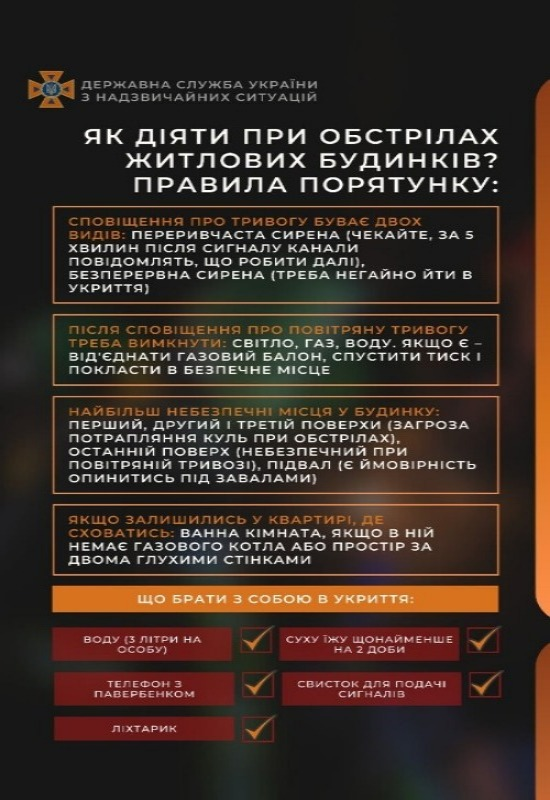 ДЕРЖАВНА СЛУЖБА УКРАЇНИ
З НАДЗВИЧАЙНИХ СИТУАЦІЙ
ЯК ДІЯТИ ПРИ ОБСТРІЛАХ
ЖИТЛОВИХ БУДИНКІВ?
ПРАВИЛА ПОРЯТУНКУ:
СПОВІЩЕННЯ ПРО ТРИВОГУ БУВАЄ ДВОХ
ВИДІВ: ПЕРЕРИВЧАСТА СИРЕНА (ЧЕКАЙТЕ, ЗА 5
ХВИЛИН ПІСЛЯ СИГНАЛУ КАНАЛИ
ПОВІДОМЛЯТЬ, ЩО РОБИТИ ДАЛІ),
БЕЗПЕРЕРВНА СИРЕНА (ТРЕБА НЕГАЙНО ЙТИ В
УКРИТТЯ)
ПІСЛЯ СПОВІЩЕННЯ ПРО ПОВІТРЯНУ ТРИВОГУ
ТРЕБА ВИМКНУТИ: СВІТЛО, ГАЗ, ВОДУ. ЯКЩО Є –
ВІД'ЄДНАТИ ГАЗОВИЙ БАЛОН, СПУСТИТИ ТИСК І
ПОКЛАСТИ В БЕЗПЕЧНЕ МІСЦЕ
НАЙБІЛЬШ НЕБЕЗПЕЧНІ МІСЦЯ У БУДИНКУ:
ПЕРШИЙ, ДРУГИЙ І ТРЕТІЙ ПОВЕРХИ (ЗАГРОЗА
ПОТРАПЛЯННЯ КУЛЬ ПРИ ОБСТРІЛАХ),
ОСТАННІЙ ПОВЕРХ (НЕБЕЗПЕЧНИЙ ПРИ
ПОВІТРЯНІЙ ТРИВОЗІ), ПІДВАЛ (Є ЙМОВІРНІСТЬ
ОПИНИТИСЬ ПІД ЗАВАЛАМИ)
ЯКЩО ЗАЛИШИЛИСЬ У КВАРТИРІ, ДЕ
СХОВАТИСЬ: ВАННА КІМНАТА, ЯКЩО В НІЙ
НЕМАЄ ГАЗОВОГО КОТЛА АБО ПРОСТІР ЗА
ДВОМА ГЛУХИМИ СТІНКАМИ
ЩО БРАТИ З СОБОЮ В УКРИТТЯ:
ВОДУ (3 ЛІТРИ НА
ОСОБУ)
СУХУ ЇЖУ ЩОНАЙМЕНШЕ
НА 2 ДОБИ
ТЕЛЕФОН З
ПАВЕРБЕНКОМ
СВИСТОК ДЛЯ ПОДАЧІ
СИГНАЛІВ
ЛІХТАРИК